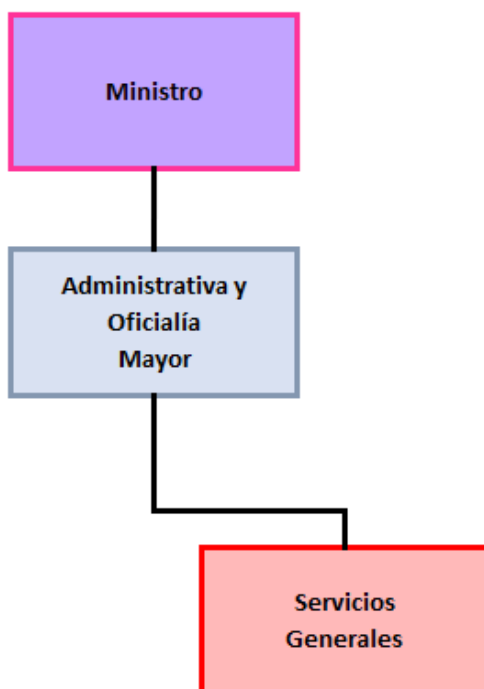 Ministro
Administrativa y
Oficialía
Mayor
Servicios
Generales